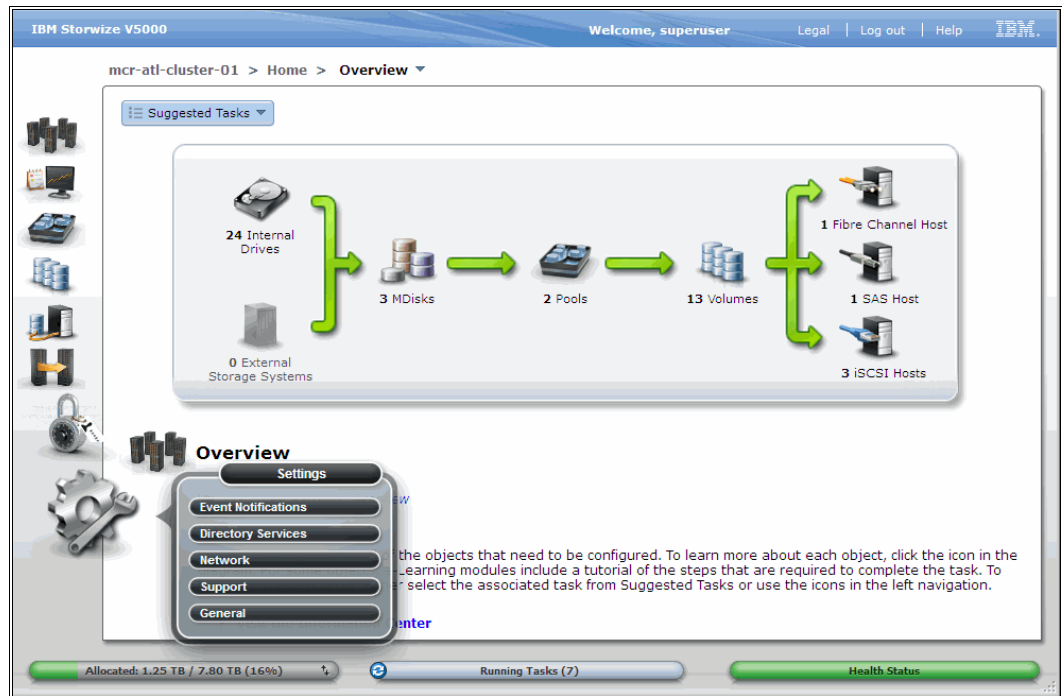 IBM Storwize V5000
Welcome, superuser
Legal | Log out | Help
IBM.
mcr-atl-cluster-01 > Home > Overview
Suggested Tasks
24 Internal
Drives
0 External
Storage Systems
3 MDisks
2 Pools
13 Volumes
1 Fibre Channel Host
1 SAS Host
3 iSCSI Hosts
Overview
Settings
Event Notifications
Directory Services
Network
Support
General
the objects that need to be configured. To learn more about each object, click the icon in the
Learning modules include a tutorial of the steps that are required to complete the task. To
select the associated task from Suggested Tasks or use the icons in the left navigation.
Allocated: 1.25 TB / 7.80 TB (16%)
Running Tasks (7)
Health Status